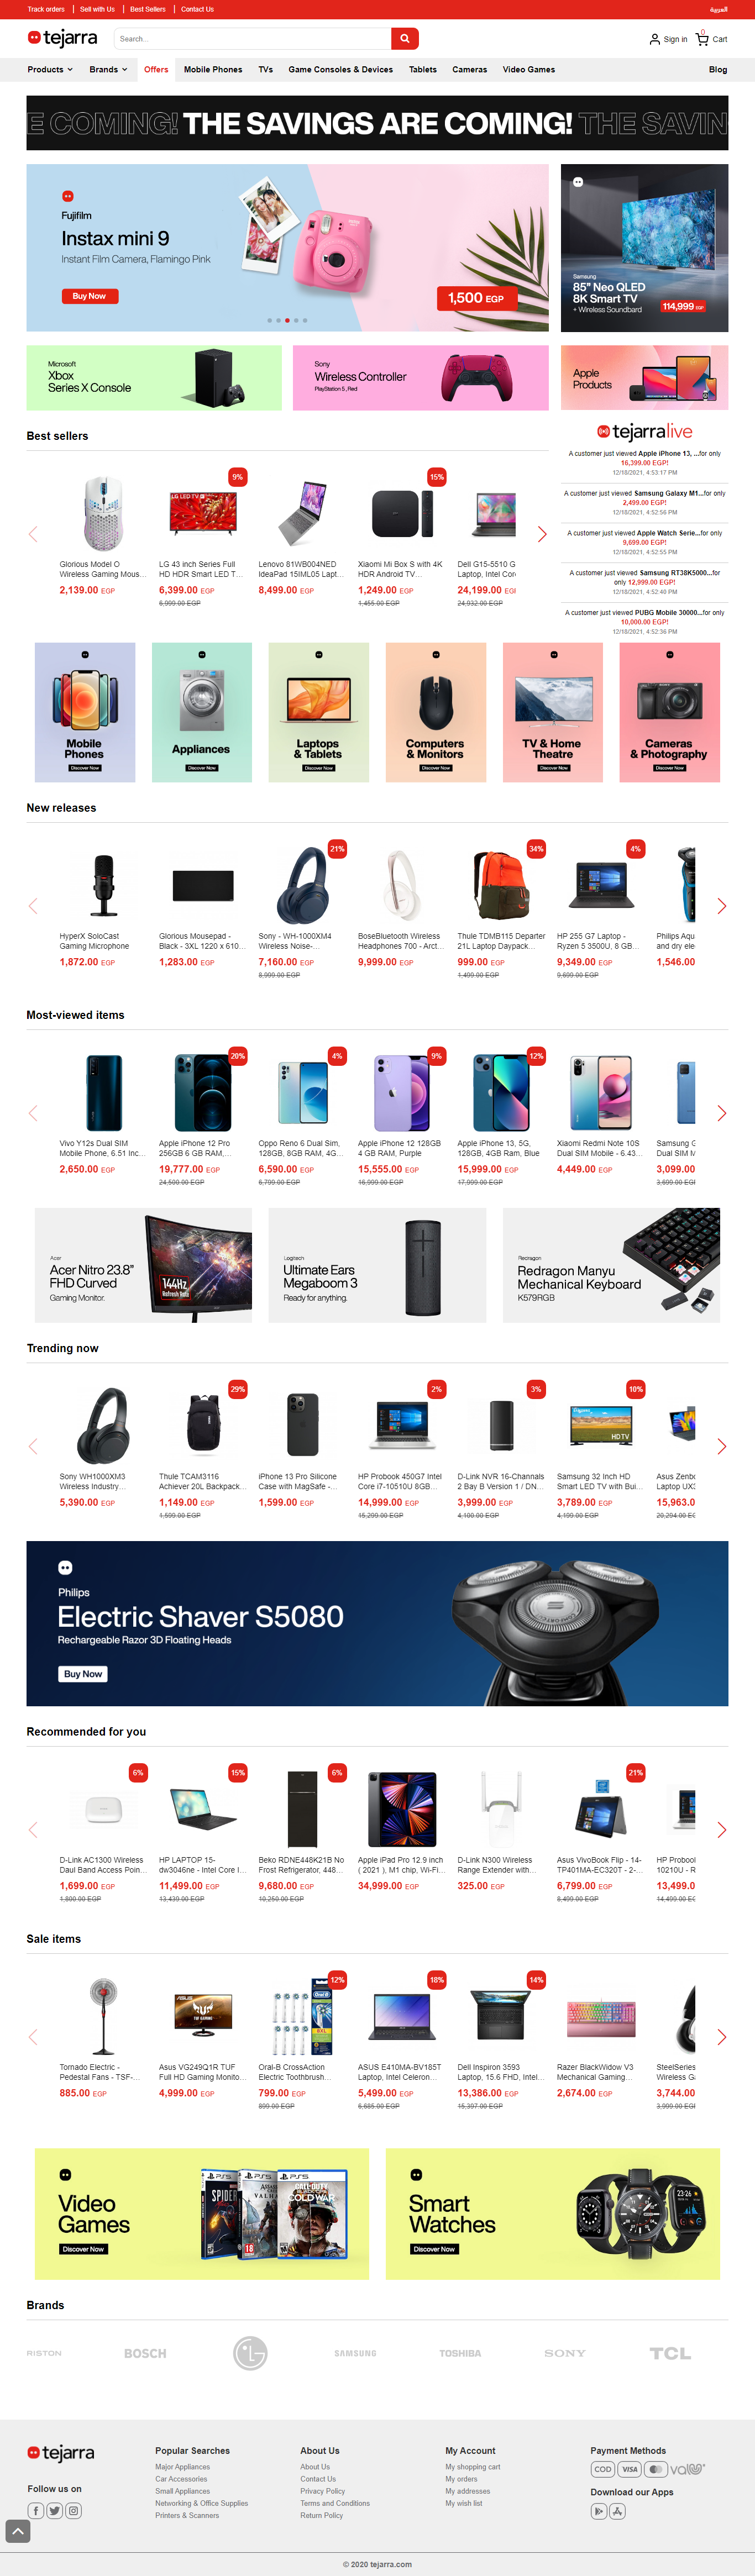 Track orders
Sell with Us
Best Sellers
Contact Us
العربية
tejarra
Search...
Sign in
0
Cart
Products
Brands
Offers
Mobile Phones
TVs
Game Consoles & Devices
Tablets
Cameras
Video Games
Blog
E COMING! THE SAVINGS ARE COMING! THE SAVIN
Fujifilm
Instax mini 9
Instant Film Camera, Flamingo Pink
Buy Now
1,500 EGP
Samsung
85” Neo QLED
8K Smart TV
+ Wireless Soundbard
114,999 EGP
Microsoft
Xbox
Series X Console
Sony
Wireless Controller
PlayStation 5, Red
Apple
Products
Best sellers
tejarralive
A customer just viewed Apple iPhone 13, ...for only
16,399.00 EGP!
12/18/2021, 4:53:17 PM
A customer just viewed Samsung Galaxy M1...for only
2,499.00 EGP!
12/18/2021, 4:52:56 PM
A customer just viewed Apple Watch Serie...for only
9,699.00 EGP!
12/18/2021, 4:52:55 PM
A customer just viewed Samsung RT38K5000...for
only 12,999.00 EGP!
12/18/2021, 4:52:40 PM
A customer just viewed PUBG Mobile 30000...for only
10,000.00 EGP!
12/18/2021, 4:52:36 PM
Glorious Model O
Wireless Gaming Mous...
2,139.00 EGP
9%
LG LED TV
LG 43 Inch Series Full
HD HDR Smart LED T...
6,399.00 EGP
6,999.00 EGP
Lenovo 81WB004NED
IdeaPad 15IML05 Lapt...
8,499.00 EGP
15%
Xiaomi Mi Box S with 4K
HDR Android TV...
1,249.00 EGP
1,455.00 EGP
Dell G15-5510 G
Laptop, Intel Cor
24,199.00 EGP
24,932.00 EGP
Mobile
Phones
Discover Now
Appliances
Discover Now
Laptops
& Tablets
Discover Now
Computers
& Monitors
Discover Now
TV & Home
Theatre
Discover Now
Cameras
& Photography
Discover Now
New releases
HyperX SoloCast
Gaming Microphone
1,872.00 EGP
Glorious Mousepad -
Black - 3XL 1220 x 610...
1,283.00 EGP
21%
Sony - WH-1000XM4
Wireless Noise-...
7,160.00 EGP
8,999.00 EGP
BoseBluetooth Wireless
Headphones 700 - Arct...
9,999.00 EGP
34%
Thule TDMB115 Departer
21L Laptop Daypack...
999.00 EGP
1,499.00 EGP
4%
HP 255 G7 Laptop -
Ryzen 5 3500U, 8 GB...
9,349.00 EGP
9,699.00 EGP
Philips Aqu
and dry ele
1,546.00
Most-viewed items
Vivo Y12s Dual SIM
Mobile Phone, 6.51 Inc...
2,650.00 EGP
20%
Apple iPhone 12 Pro
256GB 6 GB RAM,...
19,777.00 EGP
24,500.00 EGP
4%
Oppo Reno 6 Dual Sim,
128GB, 8GB RAM, 4G...
6,590.00 EGP
6,799.00 EGP
9%
Apple iPhone 12 128GB
4 GB RAM, Purple
15,555.00 EGP
16,999.00 EGP
12%
Apple iPhone 13, 5G,
128GB, 4GB Ram, Blue
15,999.00 EGP
17,999.00 EGP
Xiaomi Redmi Note 10S
Dual SIM Mobile - 6.43...
4,449.00 EGP
Samsung G
Dual SIM M
3,099.00
3,699.00 EGP
Acer
Acer Nitro 23.8”
FHD Curved
Gaming Monitor.
144Hz
Refresh Rate
Logitech
Ultimate Ears
Megaboom 3
Ready for anything.
Redragon
Redragon Manyu
Mechanical Keyboard
K579RGB
Trending now
Sony WH1000XM3
Wireless Industry...
5,390.00 EGP
29%
Thule TCAM3116
Achiever 20L Backpack...
1,149.00 EGP
1,599.00 EGP
iPhone 13 Pro Silicone
Case with MagSafe -...
1,599.00 EGP
2%
HP Probook 450G7 Intel
Core i7-10510U 8GB...
14,999.00 EGP
15,299.00 EGP
3%
D-Link NVR 16-Channels
2 Bay B Version 1 / DN...
3,999.00 EGP
4,100.00 EGP
10%
HD TV
Samsung 32 Inch HD
Smart LED TV with Bui...
3,789.00 EGP
4,199.00 EGP
Asus Zenbo
Laptop UX3
15,963.0
20,294.00 EG
Philips
Electric Shaver S5080
Rechargeable Razor 3D Floating Heads
Buy Now
Recommended for you
6%
D-Link AC1300 Wireless
Daul Band Access Poin...
1,699.00 EGP
1,800.00 EGP
15%
HP LAPTOP 15-
dw3046ne - Intel Core I...
11,499.00 EGP
13,430.00 EGP
6%
Beko RDNE448K21B No
Frost Refrigerator, 448...
9,680.00 EGP
10,250.00 EGP
Apple iPad Pro 12.9 inch
( 2021 ), M1 chip, Wi-Fi...
34,999.00 EGP
D-Link N300 Wireless
Range Extender with...
325.00 EGP
21%
Asus VivoBook Flip - 14-
TP401MA-EC320T - 2-...
6,799.00 EGP
8,499.00 EGP
HP Probool
10210U - R
13,499.0
14,499.00 EG
Sale items
Tornado Electric -
Pedestal Fans - TSF-...
885.00 EGP
ASUS
TUF GAMING
Asus VG249Q1R TUF
Full HD Gaming Monito...
4,999.00 EGP
12%
Oral-B
Oral-B CrossAction
Electric Toothbrush...
799.00 EGP
899.00 EGP
18%
ASUS E410MA-BV185T
Laptop, Intel Celeron...
5,499.00 EGP
6,685.00 EGP
14%
Dell Inspiron 3593
Laptop, 15.6 FHD, Intel...
13,386.00 EGP
15,397.00 EGP
Razer BlackWidow V3
Mechanical Gaming...
2,674.00 EGP
SteelSeries
Wireless Ga
3,744.00
3,999.00 EGF
Video
Games
Discover Now
PS5
PS5
PS5
CALL OF DUTY
COLD WAR
18
Smart
Watches
Discover Now
23:26
Brands
RISTON
BOSCH
LG
SAMSUNG
TOSHIBA
SONY
TCL
tejarra
Follow us on
Popular Searches
Major Appliances
Car Accessories
Small Appliances
Networking & Office Supplies
Printers & Scanners
About Us
About Us
Contact Us
Privacy Policy
Terms and Conditions
Return Policy
My Account
My shopping cart
My orders
My addresses
My wish list
Payment Methods
COD
VISA
valU
Download our Apps
© 2020 tejarra.com